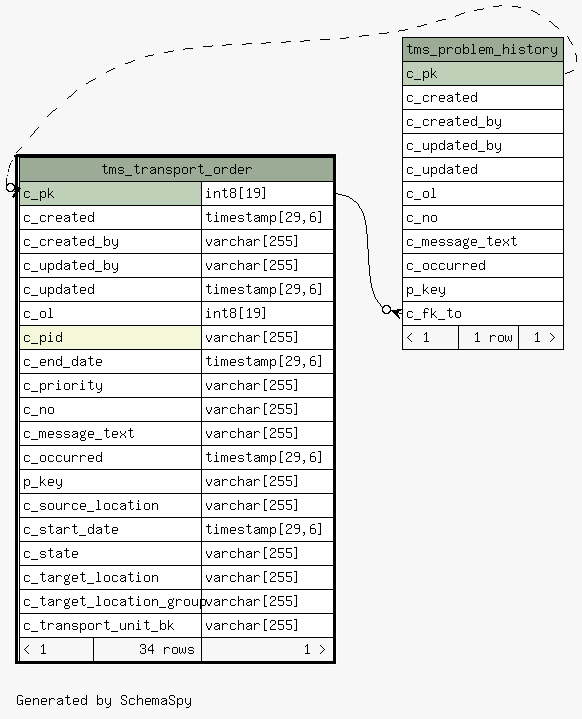 tms_problem_history
c_pk
c_created
c_created_by
c_updated_by
c_updated
c_ol
c_no
c_message_text
c_occurred
p_key
c_fk_to
< 1 1 row 1 >
tms_transport_order
c_pk int8[19]
c_created timestamp[29,6]
c_created_by varchar[255]
c_updated_by varchar[255]
c_updated timestamp[29,6]
c_ol int8[19]
c_pid varchar[255]
c_end_date timestamp[29,6]
c_priority varchar[255]
c_no varchar[255]
c_message_text varchar[255]
c_occurred timestamp[29,6]
p_key varchar[255]
c_source_location varchar[255]
c_start_date timestamp[29,6]
c_state varchar[255]
c_target_location varchar[255]
c_target_location_group varchar[255]
c_transport_unit_bk varchar[255]
< 1 34 rows 1 >
Generated by SchemaSpy